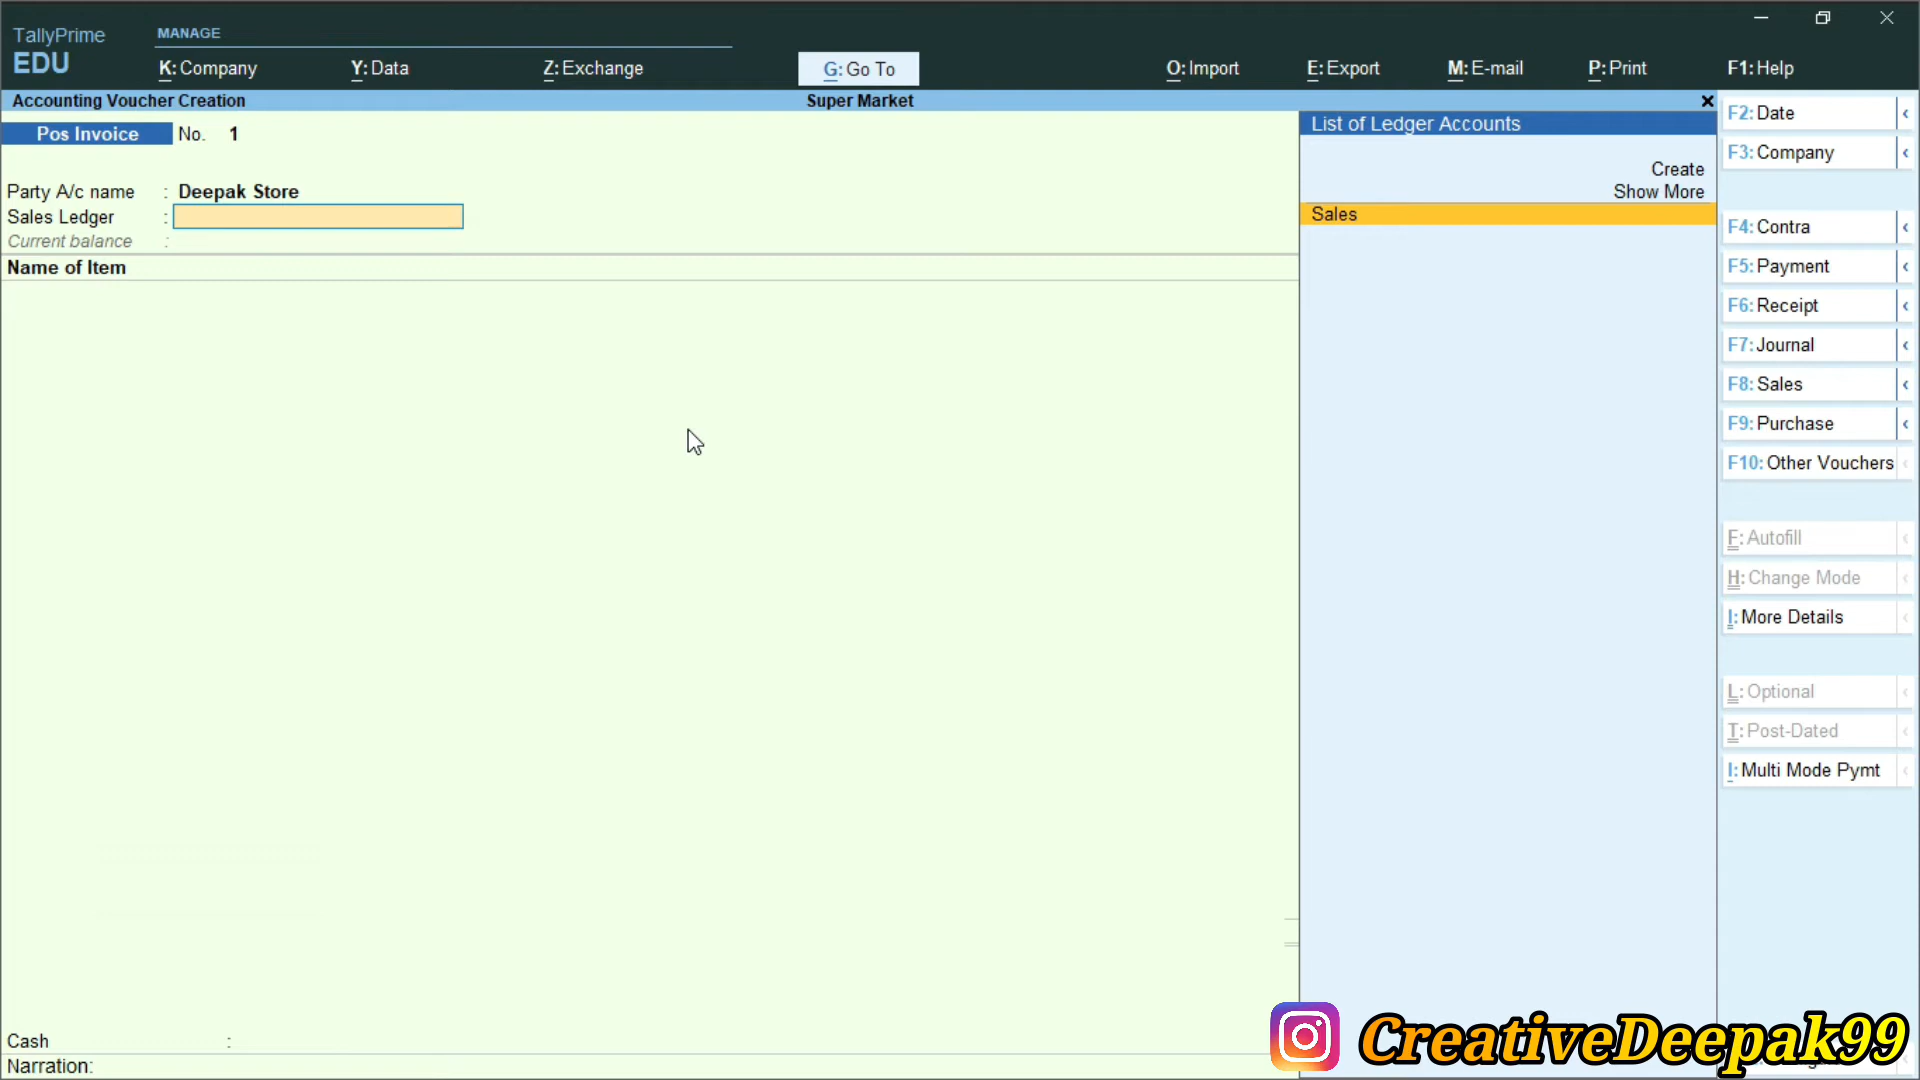 TallyPrime
EDU
MANAGE
K: Company
Y: Data
Z: Exchange
G: Go To
O: Import
E: Export
M: E-mail
P: Print
F1: Help
Accounting Voucher Creation
Super Market
Pos Invoice No. 1
Party A/c name : Deepak Store
Sales Ledger :
Current balance :
Name of Item
List of Ledger Accounts
Create
Show More
Sales
F2: Date
F3: Company
F4: Contra
F5: Payment
F6: Receipt
F7: Journal
F8: Sales
F9: Purchase
F10: Other Vouchers
F: Autofill
H: Change Mode
I: More Details
L: Optional
T: Post-Dated
I: Multi Mode Pymt
Cash :
Narration:
CreativeDeepak99